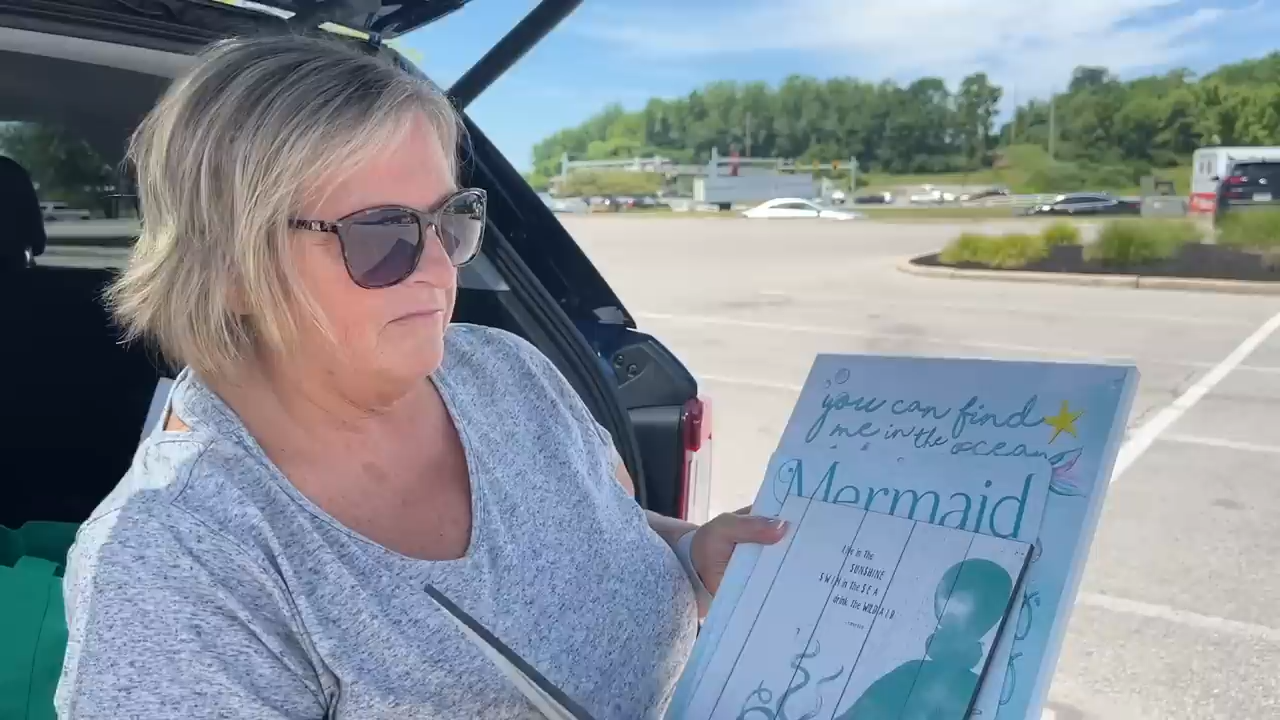 you can find
me in the ocean
Mermaid
Live in the
SUNSHINE
SWIM in the SEA
drink the WILD AIR